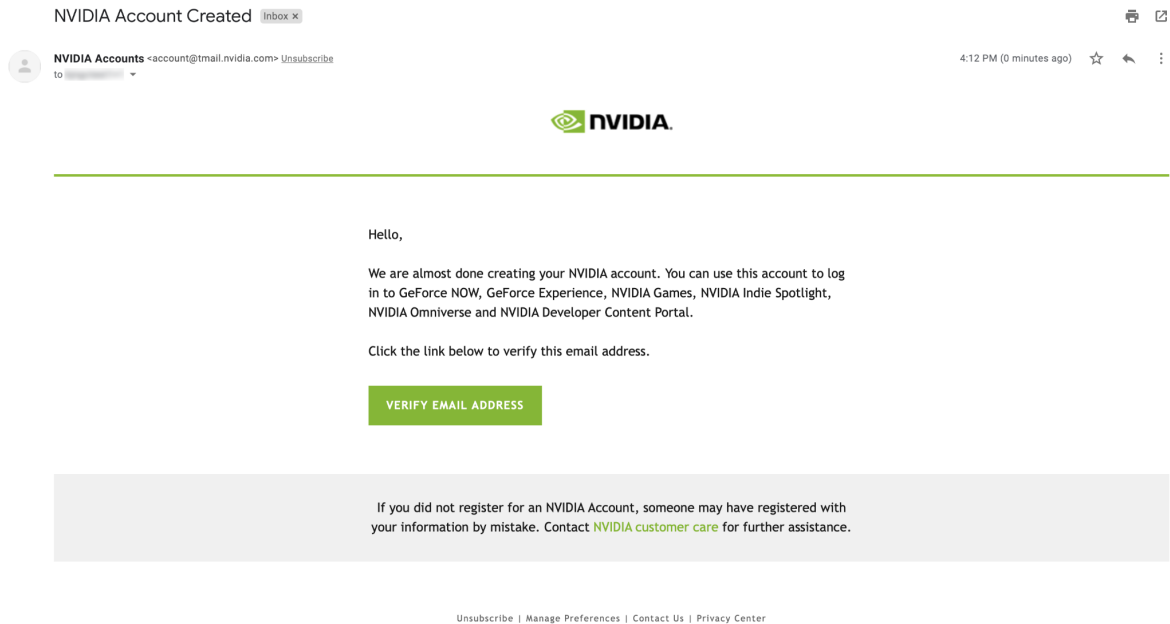 NVIDIA Account Created Inbox ×
NVIDIA Accounts <account@tmail.nvidia.com> Unsubscribe 4:12 PM (0 minutes ago)
to
NVIDIA.
Hello,
We are almost done creating your NVIDIA account. You can use this account to log
in to GeForce NOW, GeForce Experience, NVIDIA Games, NVIDIA Indie Spotlight,
NVIDIA Omniverse and NVIDIA Developer Content Portal.
Click the link below to verify this email address.
VERIFY EMAIL ADDRESS
If you did not register for an NVIDIA Account, someone may have registered with
your information by mistake. Contact NVIDIA customer care for further assistance.
Unsubscribe | Manage Preferences | Contact Us | Privacy Center